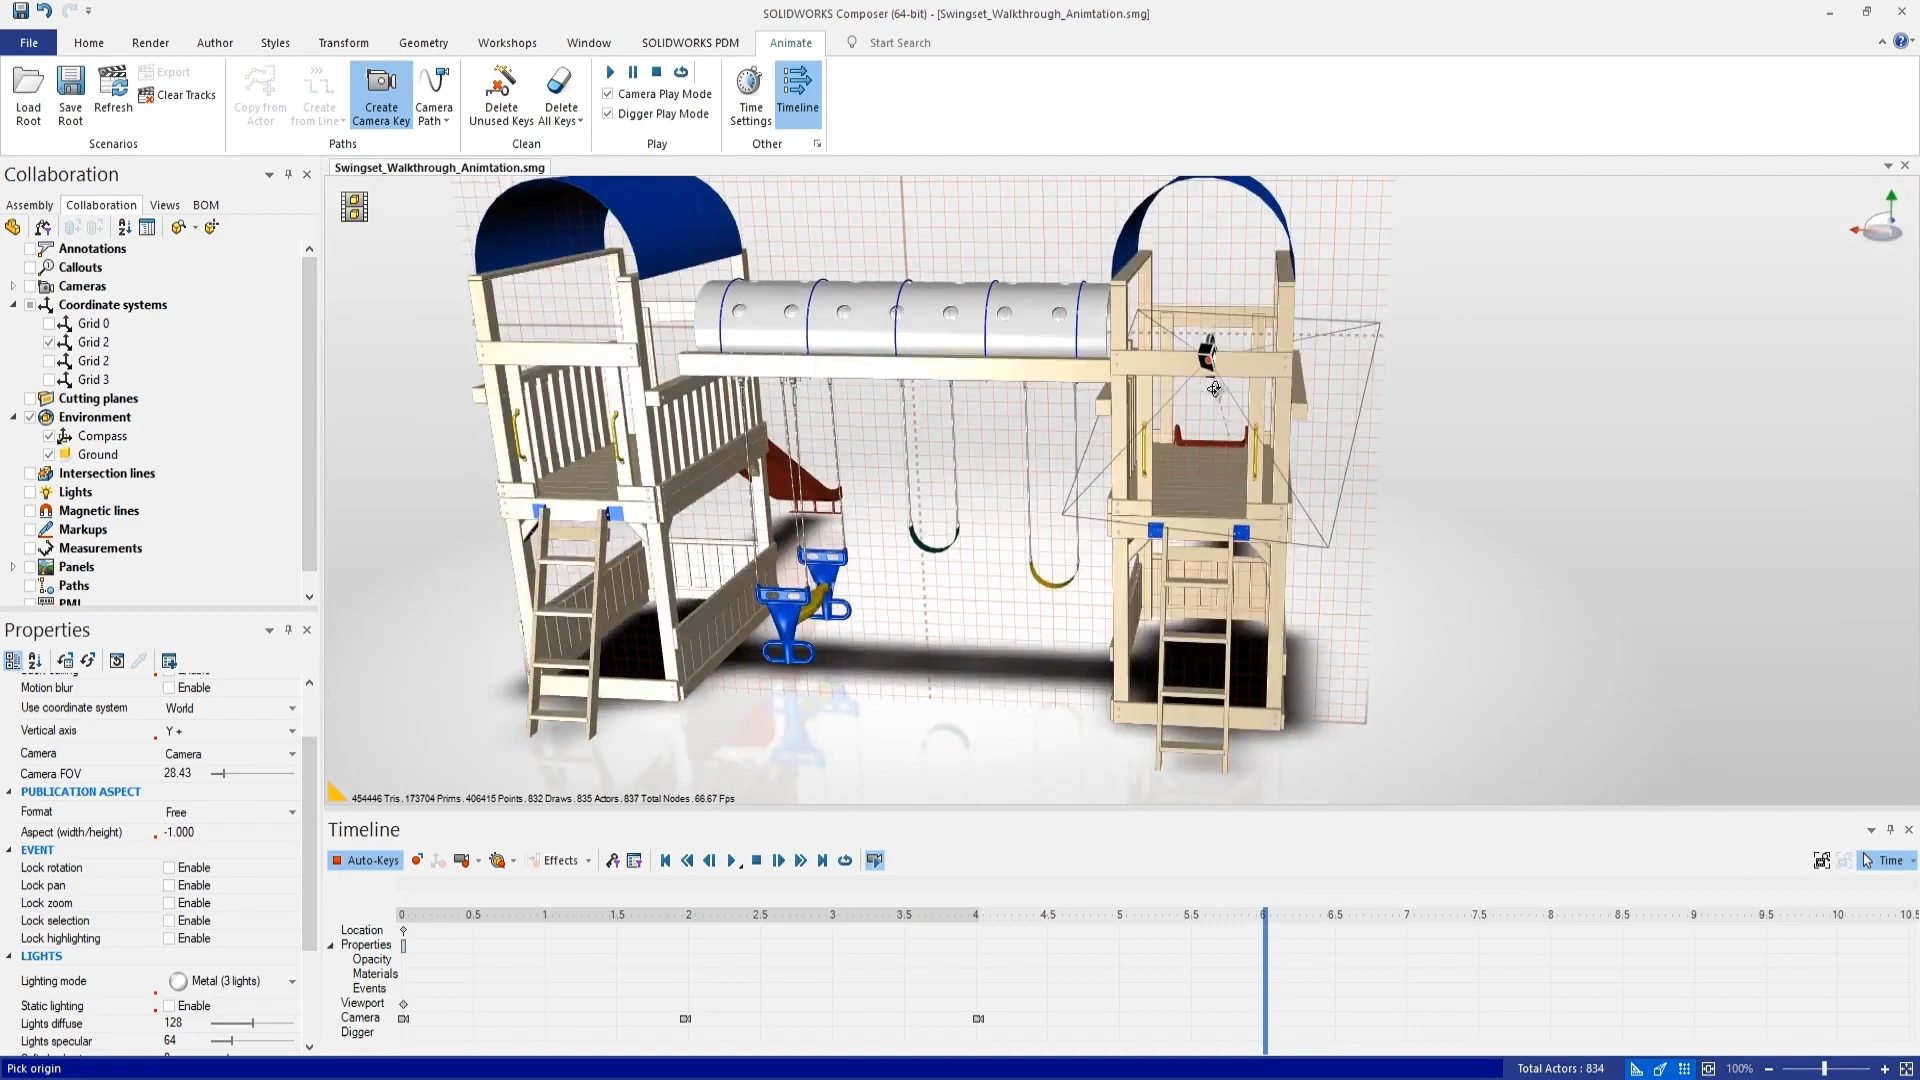 SOLIDWORKS Composer (64-bit) - [Swingset_Walkthrough_Animtation.smg]
File Home Render Author Styles Transform Geometry Workshops Window SOLIDWORKS PDM Animate Start Search
Load Root
Save Root
Refresh
Export
Clear Tracks
Scenarios
Copy from Actor
Create from Line
Create Camera Key
Camera Path
Paths
Delete Unused Keys
Delete All Keys
Clean
Camera Play Mode
Digger Play Mode
Play
Time Settings
Timeline
Other
Collaboration
Assembly Collaboration Views BOM
Annotations
Callouts
Cameras
Coordinate systems
Grid 0
Grid 2
Grid 2
Grid 3
Cutting planes
Environment
Compass
Ground
Intersection lines
Lights
Magnetic lines
Markups
Measurements
Panels
Paths
PMI
Properties
Motion blur Enable
Use coordinate system World
Vertical axis Y +
Camera Camera
Camera FOV 28.43
PUBLICATION ASPECT
Format Free
Aspect (width/height) -1.000
EVENT
Lock rotation Enable
Lock pan Enable
Lock zoom Enable
Lock selection Enable
Lock highlighting Enable
LIGHTS
Lighting mode Metal (3 lights)
Static lighting Enable
Lights diffuse 128
Lights specular 64
Swingset_Walkthrough_Animtation.smg
454446 Tris . 173704 Prims . 406415 Points . 832 Draws . 835 Actors . 837 Total Nodes . 66.67 Fps
Timeline
Auto-Keys Effects Time
0 0.5 1 1.5 2 2.5 3 3.5 4 4.5 5 5.5 6 6.5 7 7.5 8 8.5 9 9.5 10 10.5
Location
Properties
Opacity
Materials
Events
Viewport
Camera
Digger
Pick origin Total Actors : 834 100%